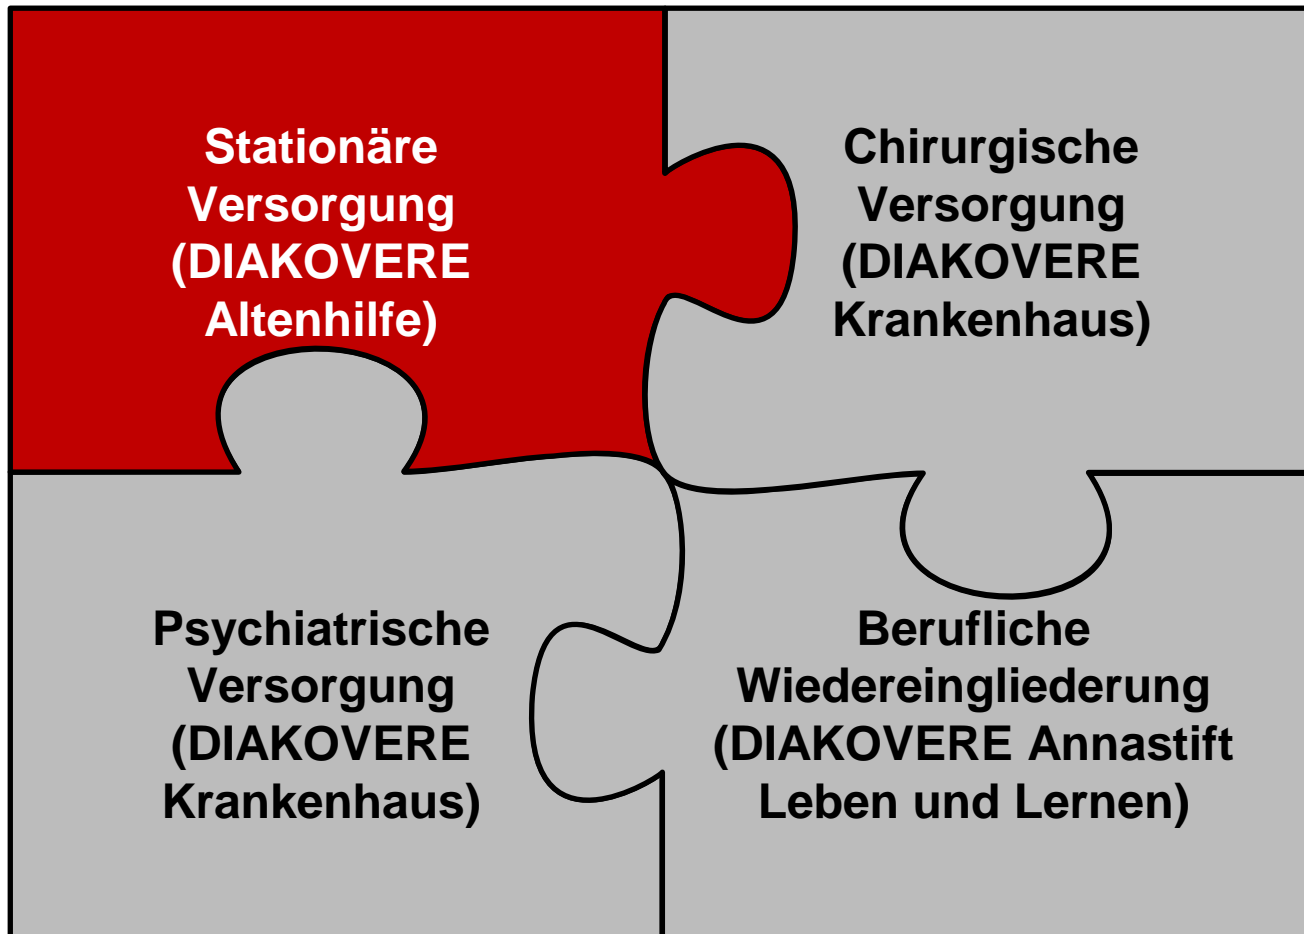 Stationäre
Versorgung
(DIAKOVERE
Altenhilfe)
Chirurgische
Versorgung
(DIAKOVERE
Krankenhaus)
Psychiatrische
Versorgung
(DIAKOVERE
Krankenhaus)
Berufliche
Wiedereingliederung
(DIAKOVERE Annastift
Leben und Lernen)